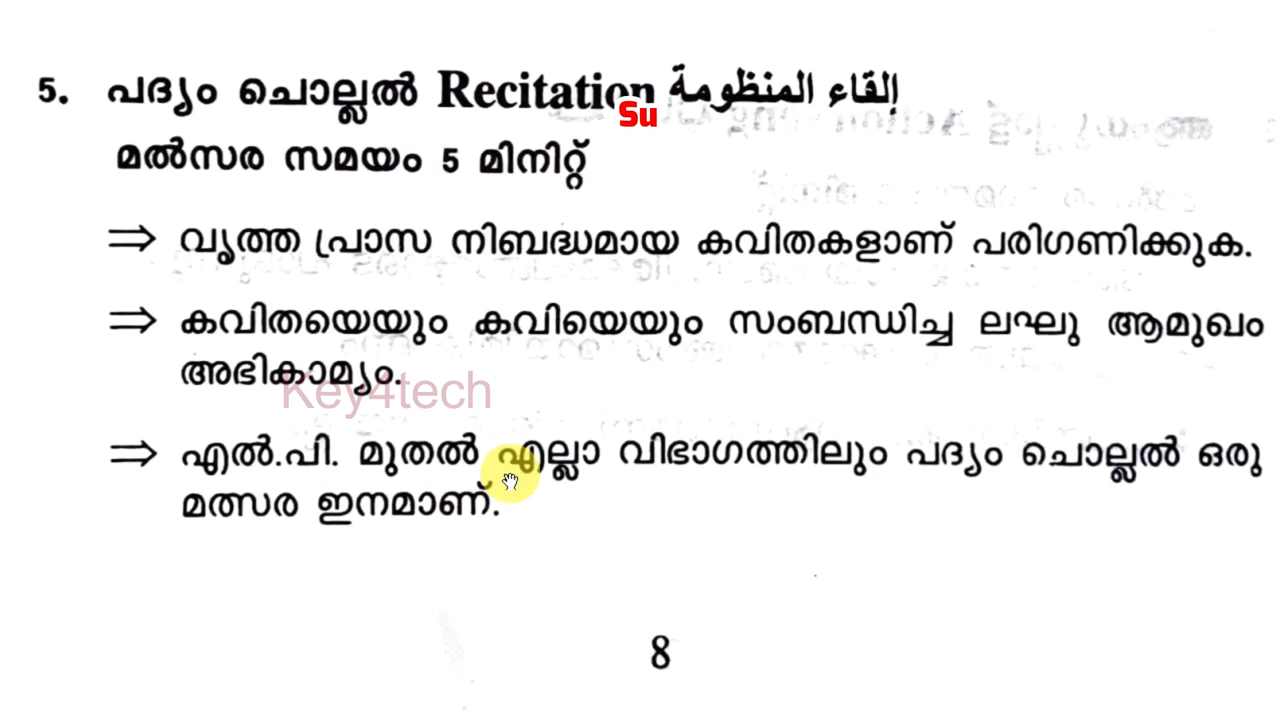 5. പദ്യം ചൊല്ലൽ Recitation إلقاء المنظومة
Su
മൽസര സമയം 5 മിനിറ്റ്
⇒ വൃത്ത പ്രാസ നിബദ്ധമായ കവിതകളാണ് പരിഗണിക്കുക.
⇒ കവിതയെയും കവിയെയും സംബന്ധിച്ച ലഘു ആമുഖം
അഭികാമ്യം.
Key4tech
⇒ എൽ.പി. മുതൽ എല്ലാ വിഭാഗത്തിലും പദ്യം ചൊല്ലൽ ഒരു
മത്സര ഇനമാണ്.
8